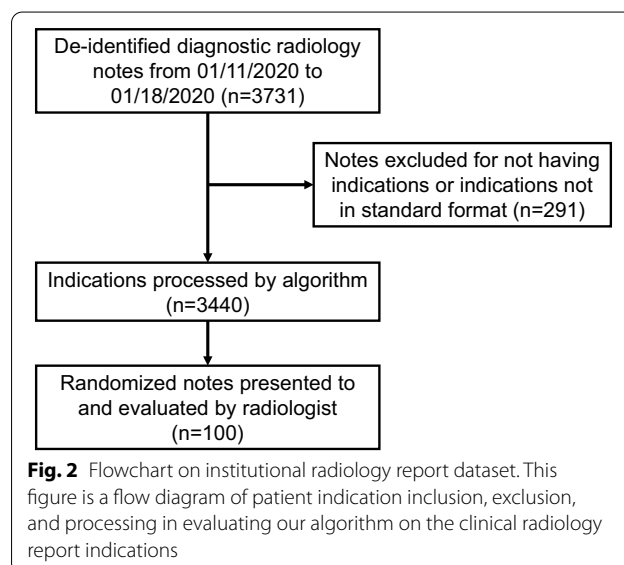 De-identified diagnostic radiology
notes from 01/11/2020 to
01/18/2020 (n=3731)
Notes excluded for not having
indications or indications not
in standard format (n=291)
Indications processed by algorithm
(n=3440)
Randomized notes presented to
and evaluated by radiologist
(n=100)
Fig. 2 Flowchart on institutional radiology report dataset. This
figure is a flow diagram of patient indication inclusion, exclusion,
and processing in evaluating our algorithm on the clinical radiology
report indications